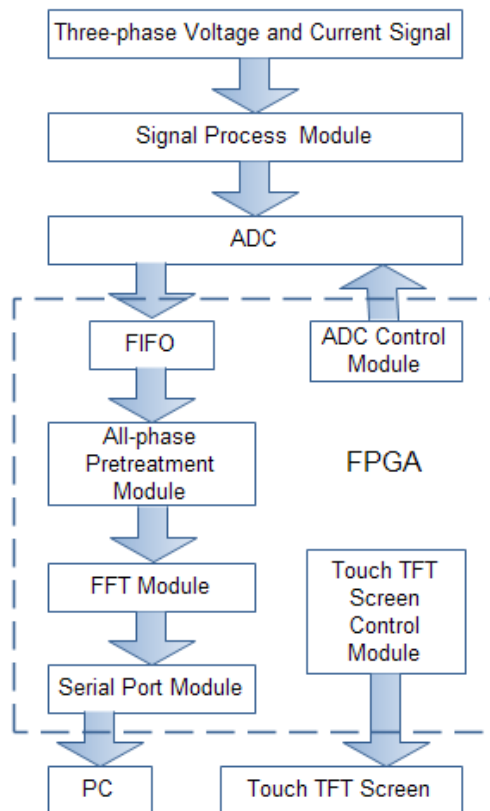 Three-phase Voltage and Current Signal
Signal Process Module
ADC
FIFO
ADC Control
Module
All-phase
Pretreatment
Module
FPGA
FFT Module
Touch TFT
Screen
Control
Module
Serial Port Module
PC
Touch TFT Screen